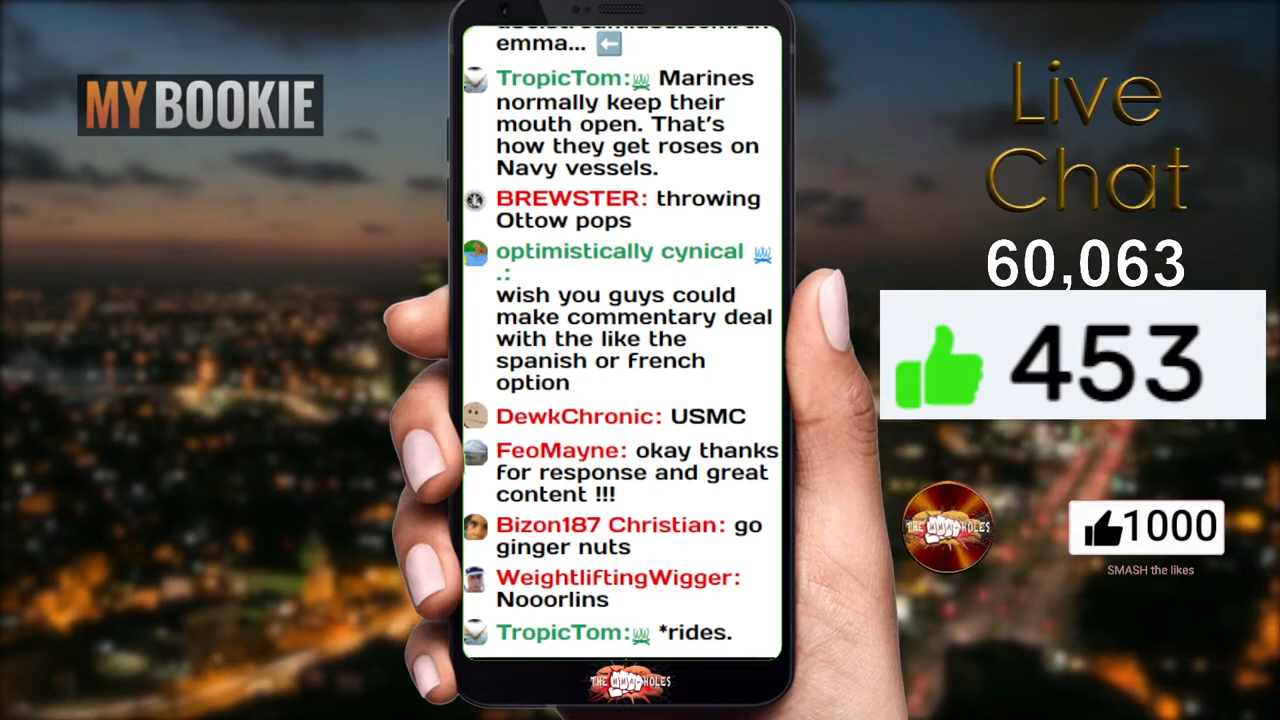 MYBOOKIE
emma... 
TropicTom: Marines
normally keep their
mouth open. That's
how they get roses on
Navy vessels.
BREWSTER: throwing
Ottow pops
optimistically cynical
.:
wish you guys could
make commentary deal
with the like the
spanish or french
option
DewkChronic: USMC
FeoMayne: okay thanks
for response and great
content !!!
Bizon187 Christian: go
ginger nuts
WeightliftingWigger:
Nooorlins
TropicTom: *rides.
THE MMA-HOLES
Live
Chat
60,063
453
THE MMA-HOLES
1000
SMASH the likes